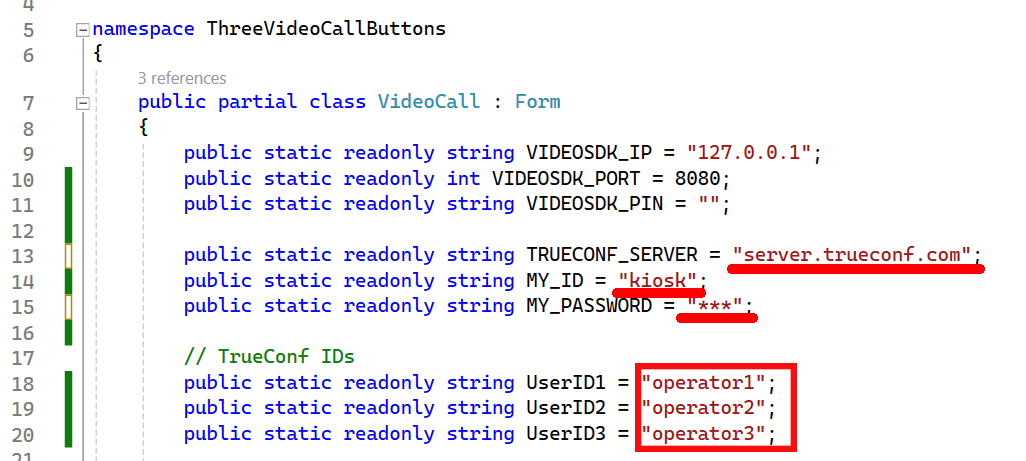 4
5 namespace ThreeVideoCallButtons
6 {
3 references
7 public partial class VideoCall : Form
8 {
9 public static readonly string VIDEOSDK_IP = "127.0.0.1";
10 public static readonly int VIDEOSDK_PORT = 8080;
11 public static readonly string VIDEOSDK_PIN = "";
12
13 public static readonly string TRUECONF_SERVER = "server.trueconf.com";
14 public static readonly string MY_ID = "kiosk";
15 public static readonly string MY_PASSWORD = "***";
16
17 // TrueConf IDs
18 public static readonly string UserID1 = "operator1";
19 public static readonly string UserID2 = "operator2";
20 public static readonly string UserID3 = "operator3";
21